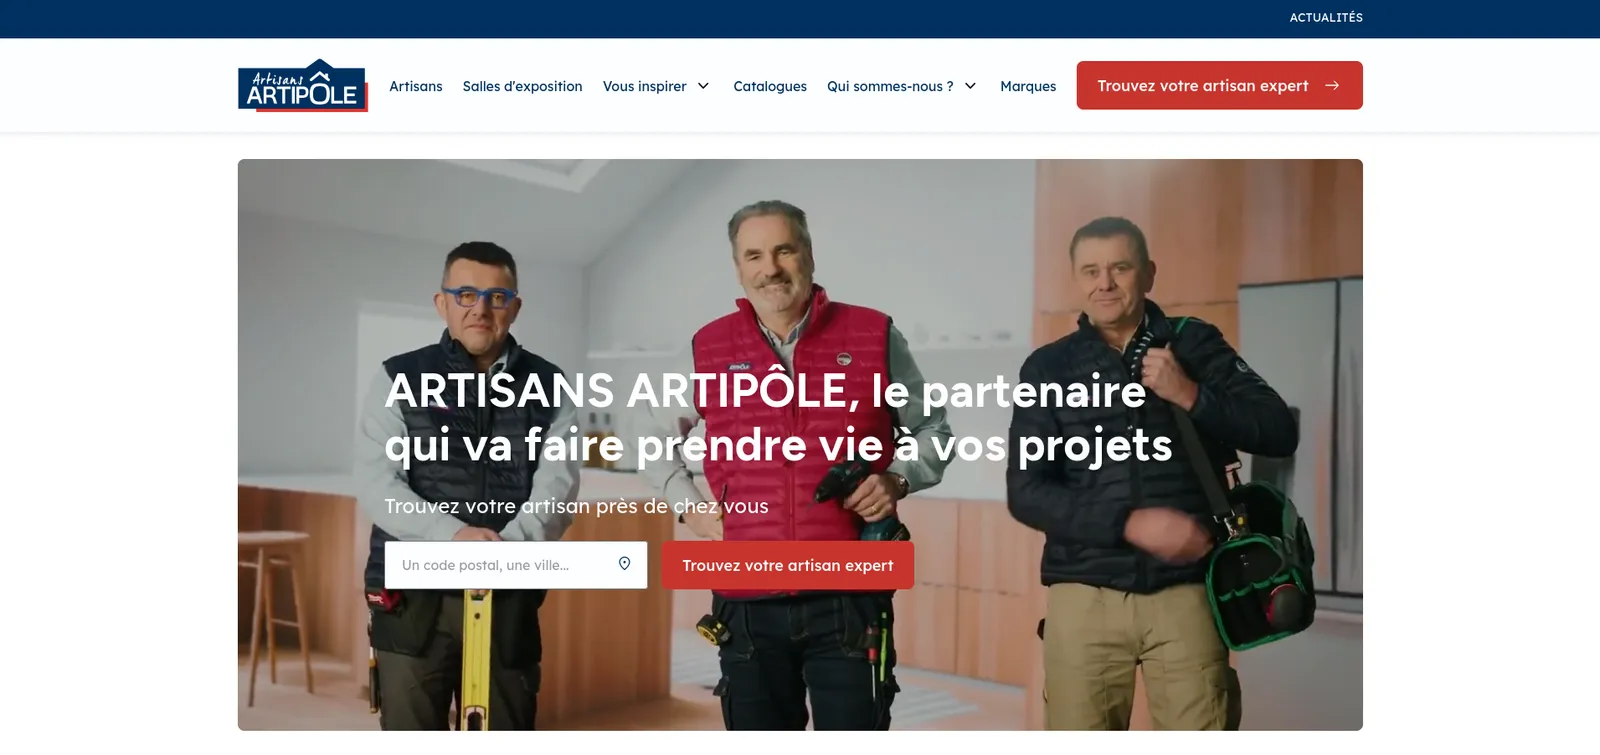 ACTUALITÉS
Artisans
ARTIPÔLE
Artisans
Salles d'exposition
Vous inspirer
Catalogues
Qui sommes-nous ?
Marques
Trouvez votre artisan expert
ARTISANS ARTIPÔLE, le partenaire
qui va faire prendre vie à vos projets
Trouvez votre artisan près de chez vous
Un code postal, une ville...
Trouvez votre artisan expert